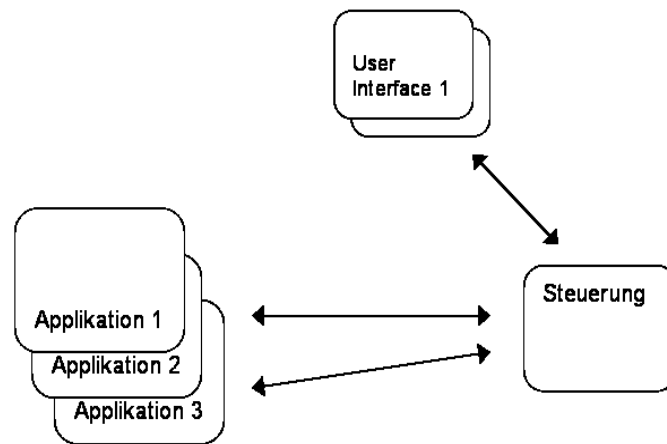 User
Interface 1
Steuerung
Applikation 1
Applikation 2
Applikation 3